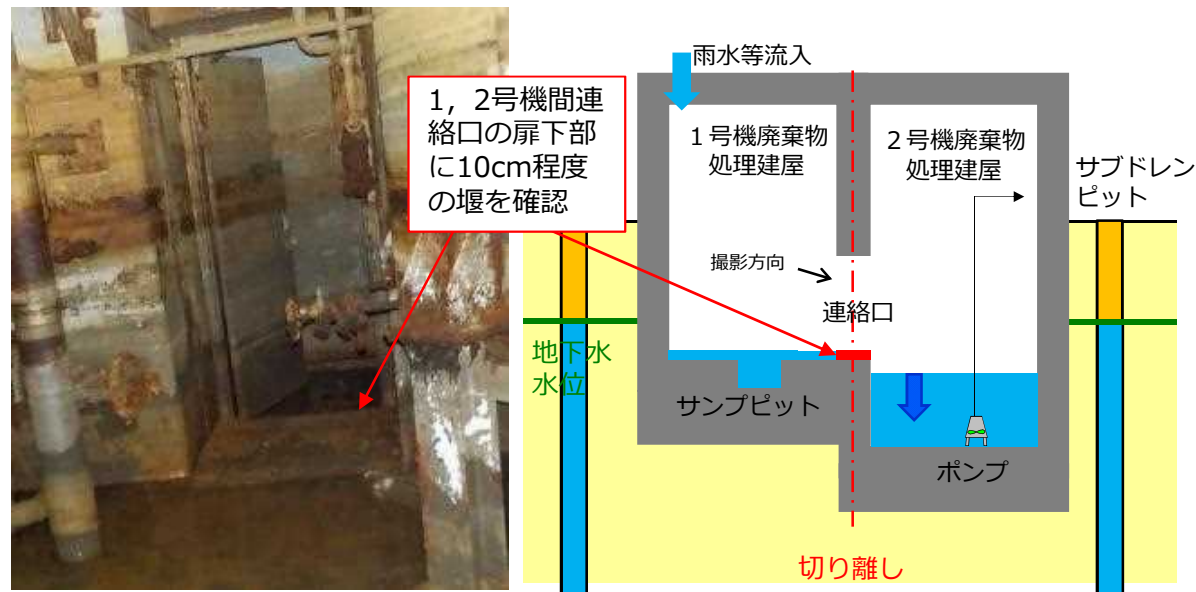 1，2号機間連
絡口の扉下部
に10cm程度
の堰を確認
雨水等流入
１号機廃棄物
処理建屋
２号機廃棄物
処理建屋
サブドレン
ピット
撮影方向
連絡口
地下水
水位
サンプピット
ポンプ
切り離し